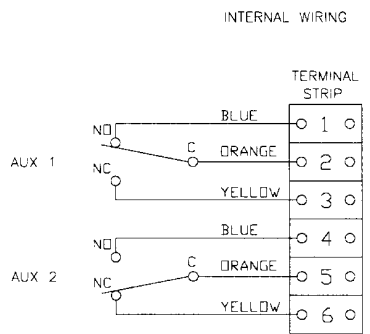 INTERNAL WIRING
TERMINAL
STRIP
BLUE
NO
1
AUX 1
C
ORANGE
2
NC
YELLOW
3
BLUE
4
NO
AUX 2
C
ORANGE
5
NC
YELLOW
6